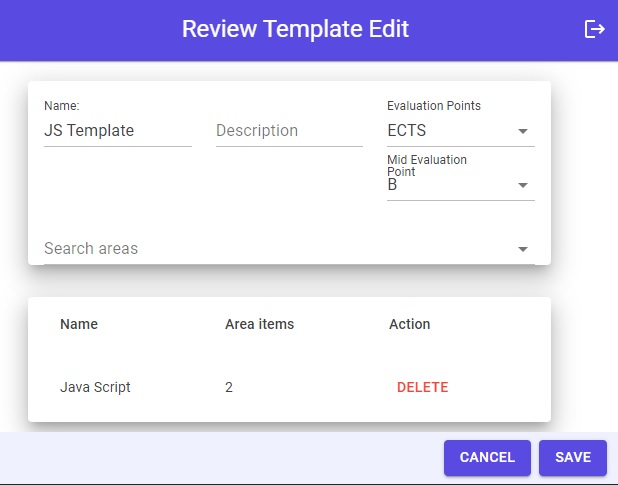 Review Template Edit
Name:
JS Template
Description
Evaluation Points
ECTS
Mid Evaluation
Point
B
Search areas
Name Area items Action
Java Script 2 DELETE
CANCEL SAVE